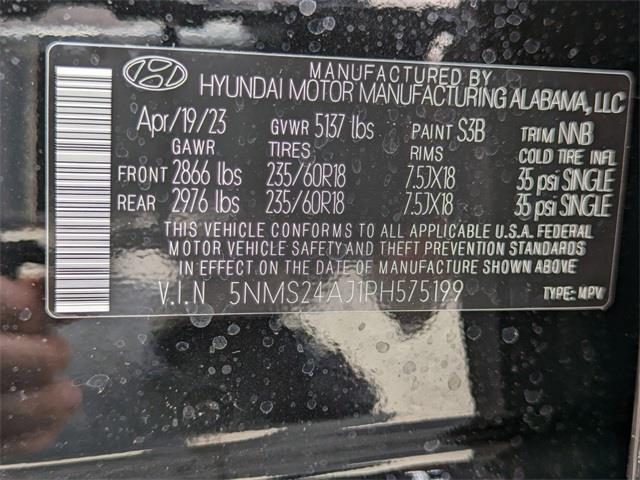 MANUFACTURED BY
HYUNDAI MOTOR MANUFACTURING ALABAMA, LLC
Apr/19/23 GVWR 5137 lbs PAINT S3B TRIM NNB
GAWR TIRES RIMS COLD TIRE INFL
FRONT 2866 lbs 235/60R18 7.5JX18 35 psi SINGLE
REAR 2976 lbs 235/60R18 7.5JX18 35 psi SINGLE
THIS VEHICLE CONFORMS TO ALL APPLICABLE U.S.A. FEDERAL
MOTOR VEHICLE SAFETY AND THEFT PREVENTION STANDARDS
IN EFFECT ON THE DATE OF MANUFACTURE SHOWN ABOVE
V.I.N 5NMS24AJ1PH575199 TYPE: MPV